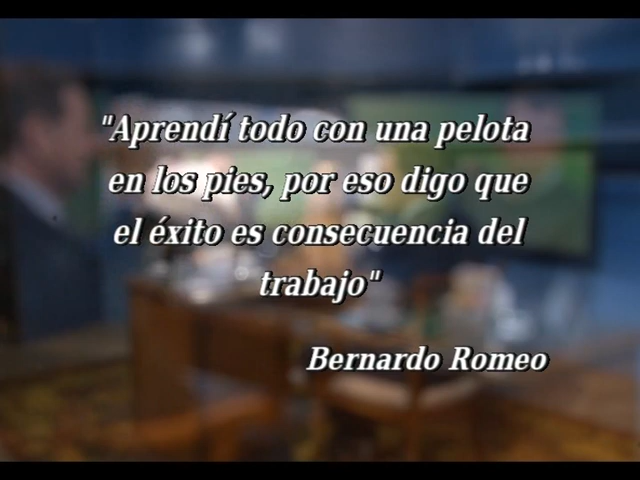 "Aprendí todo con una pelota
en los pies, por eso digo que
el éxito es consecuencia del
trabajo"
Bernardo Romeo